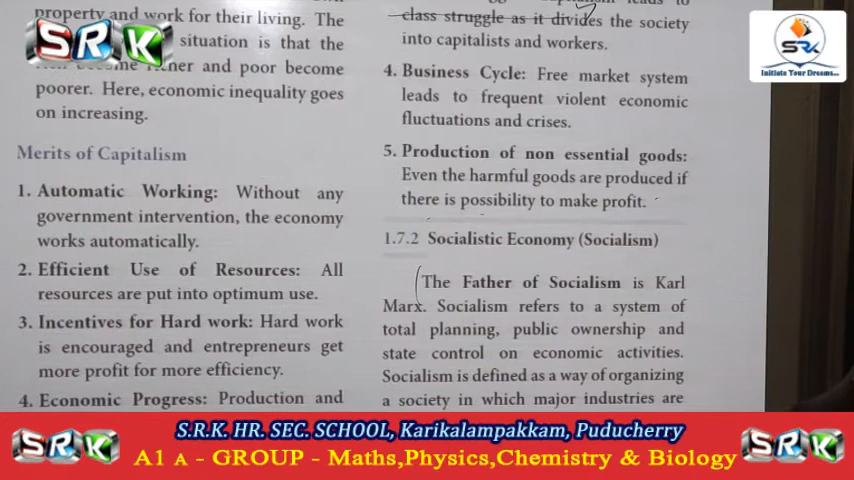 property and work for their living. The
situation is that the
become richer and poor become
poorer. Here, economic inequality goes
on increasing.
Merits of Capitalism
1. Automatic Working: Without any
government intervention, the economy
works automatically.
2. Efficient Use of Resources: All
resources are put into optimum use.
3. Incentives for Hard work: Hard work
is encouraged and entrepreneurs get
more profit for more efficiency.
4. Economic Progress: Production and
class struggle as it divides the society
into capitalists and workers.
4. Business Cycle: Free market system
leads to frequent violent economic
fluctuations and crises.
5. Production of non essential goods:
Even the harmful goods are produced if
there is possibility to make profit.
1.7.2 Socialistic Economy (Socialism)
The Father of Socialism is Karl
Marx. Socialism refers to a system of
total planning, public ownership and
state control on economic activities.
Socialism is defined as a way of organizing
a society in which major industries are
SRK
SRK
Initiate Your Dreams...
SRK
S.R.K. HR. SEC. SCHOOL, Karikalampakkam, Puducherry
A1 A - GROUP - Maths,Physics,Chemistry & Biology
SRK